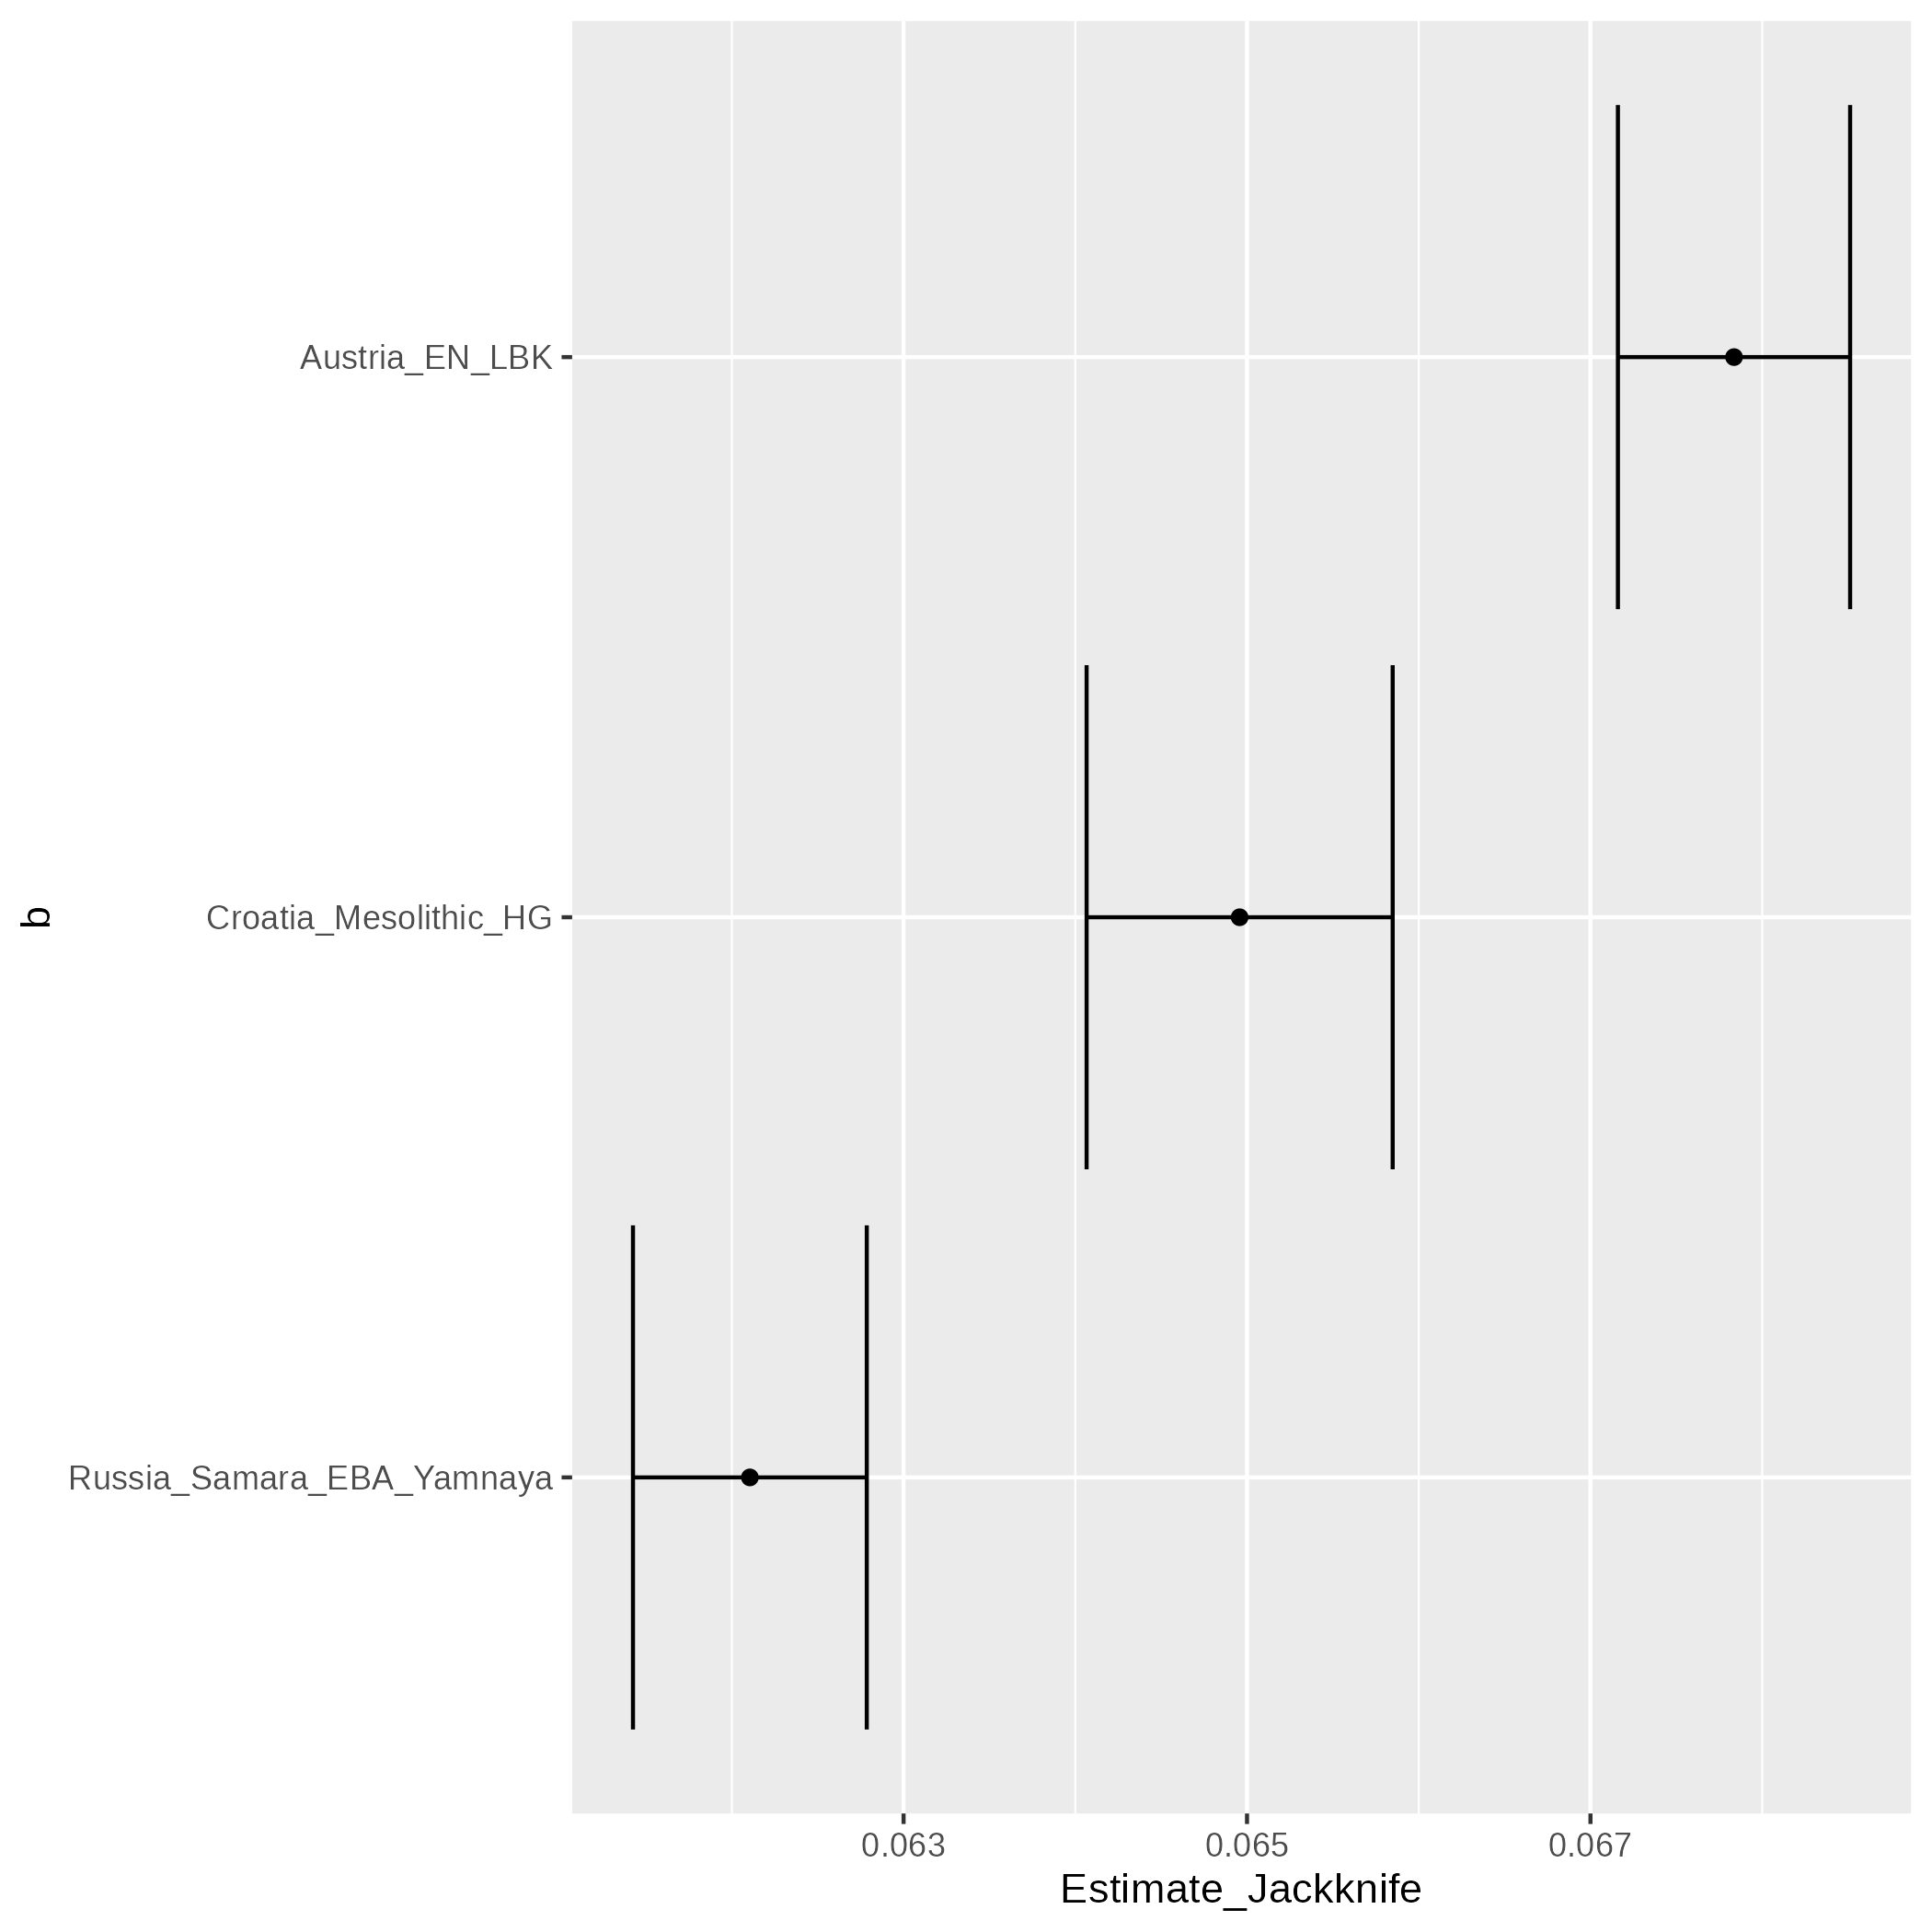 Austria_EN_LBK
b
Croatia_Mesolithic_HG
Russia_Samara_EBA_Yamnaya
0.063 0.065 0.067
Estimate_Jackknife